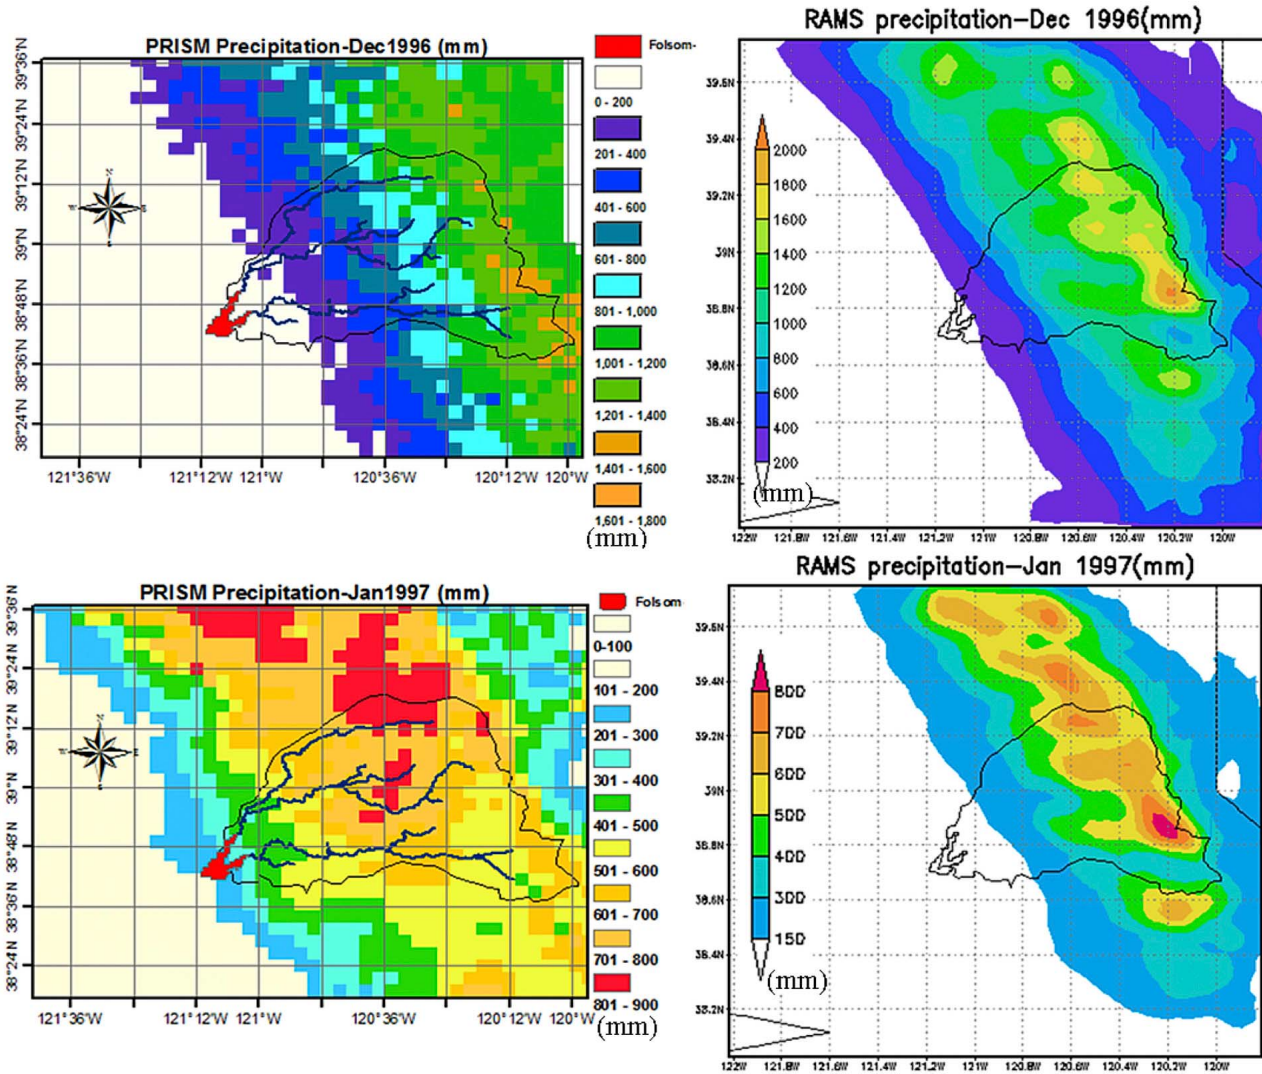 PRISM Precipitation-Dec1996 (mm)
39°36'N
39°24'N
39°12'N
39°N
38°48'N
38°36'N
38°24'N
121°36'W
121°12'W
121°W
120°36'W
120°12'W
120°W
Folsom-
0 - 200
201 - 400
401 - 600
601 - 800
801 - 1,000
1,001 - 1,200
1,201 - 1,400
1,401 - 1,600
1,601 - 1,800
(mm)
RAMS precipitation-Dec 1996(mm)
39.6N
39.4N
39.2N
39N
38.8N
38.6N
38.4N
38.2N
2000
1800
1600
1400
1200
1000
800
600
400
200
(mm)
122W
121.8W
121.6W
121.4W
121.2W
121W
120.8W
120.6W
120.4W
120.2W
120W
PRISM Precipitation-Jan1997 (mm)
39°36'N
39°24'N
39°12'N
39°N
38°48'N
38°36'N
38°24'N
121°36'W
121°12'W
121°W
120°36'W
120°12'W
120°W
Folsom
0-100
101 - 200
201 - 300
301 - 400
401 - 500
501 - 600
601 - 700
701 - 800
801 - 900
(mm)
RAMS precipitation-Jan 1997(mm)
39.6N
39.4N
39.2N
39N
38.8N
38.6N
38.4N
38.2N
800
700
600
500
400
300
150
(mm)
122W
121.8W
121.6W
121.4W
121.2W
121W
120.8W
120.6W
120.4W
120.2W
120W